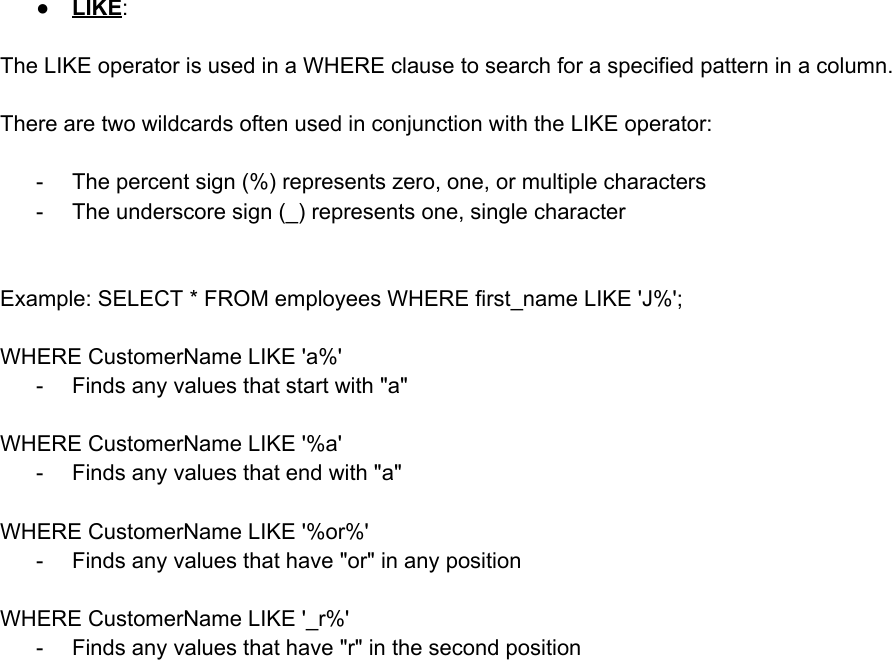 ● LIKE:
The LIKE operator is used in a WHERE clause to search for a specified pattern in a column.
There are two wildcards often used in conjunction with the LIKE operator:
- The percent sign (%) represents zero, one, or multiple characters
- The underscore sign (_) represents one, single character
Example: SELECT * FROM employees WHERE first_name LIKE 'J%';
WHERE CustomerName LIKE 'a%'
- Finds any values that start with "a"
WHERE CustomerName LIKE '%a'
- Finds any values that end with "a"
WHERE CustomerName LIKE '%or%'
- Finds any values that have "or" in any position
WHERE CustomerName LIKE '_r%'
- Finds any values that have "r" in the second position